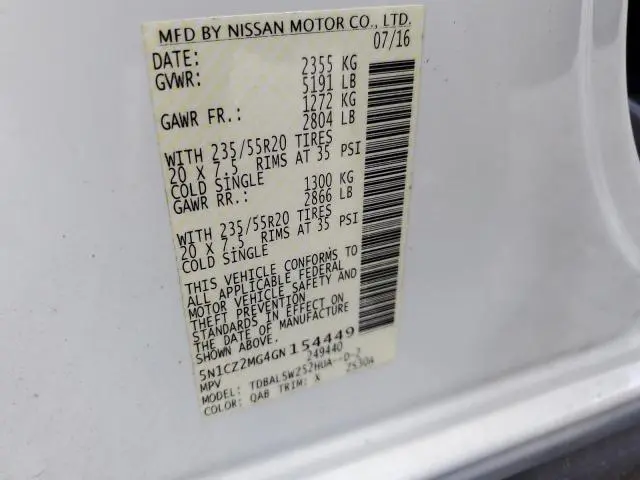 MFD BY NISSAN MOTOR CO., LTD.
DATE: 07/16
GVWR: 2355 KG
5191 LB
GAWR FR.: 1272 KG
2804 LB
WITH 235/55R20 TIRES
20 X 7.5 RIMS AT 35 PSI
COLD SINGLE
GAWR RR.: 1300 KG
2866 LB
WITH 235/55R20 TIRES
20 X 7.5 RIMS AT 35 PSI
COLD SINGLE
THIS VEHICLE CONFORMS TO
ALL APPLICABLE FEDERAL
MOTOR VEHICLE SAFETY AND
THEFT PREVENTION
STANDARDS IN EFFECT ON
THE DATE OF MANUFACTURE
SHOWN ABOVE.
5N1CZ2MG4GN154449
MPV 249440
MODEL: TDBAL5W252HUA--D-2
COLOR: QAB TRIM: X Z530A